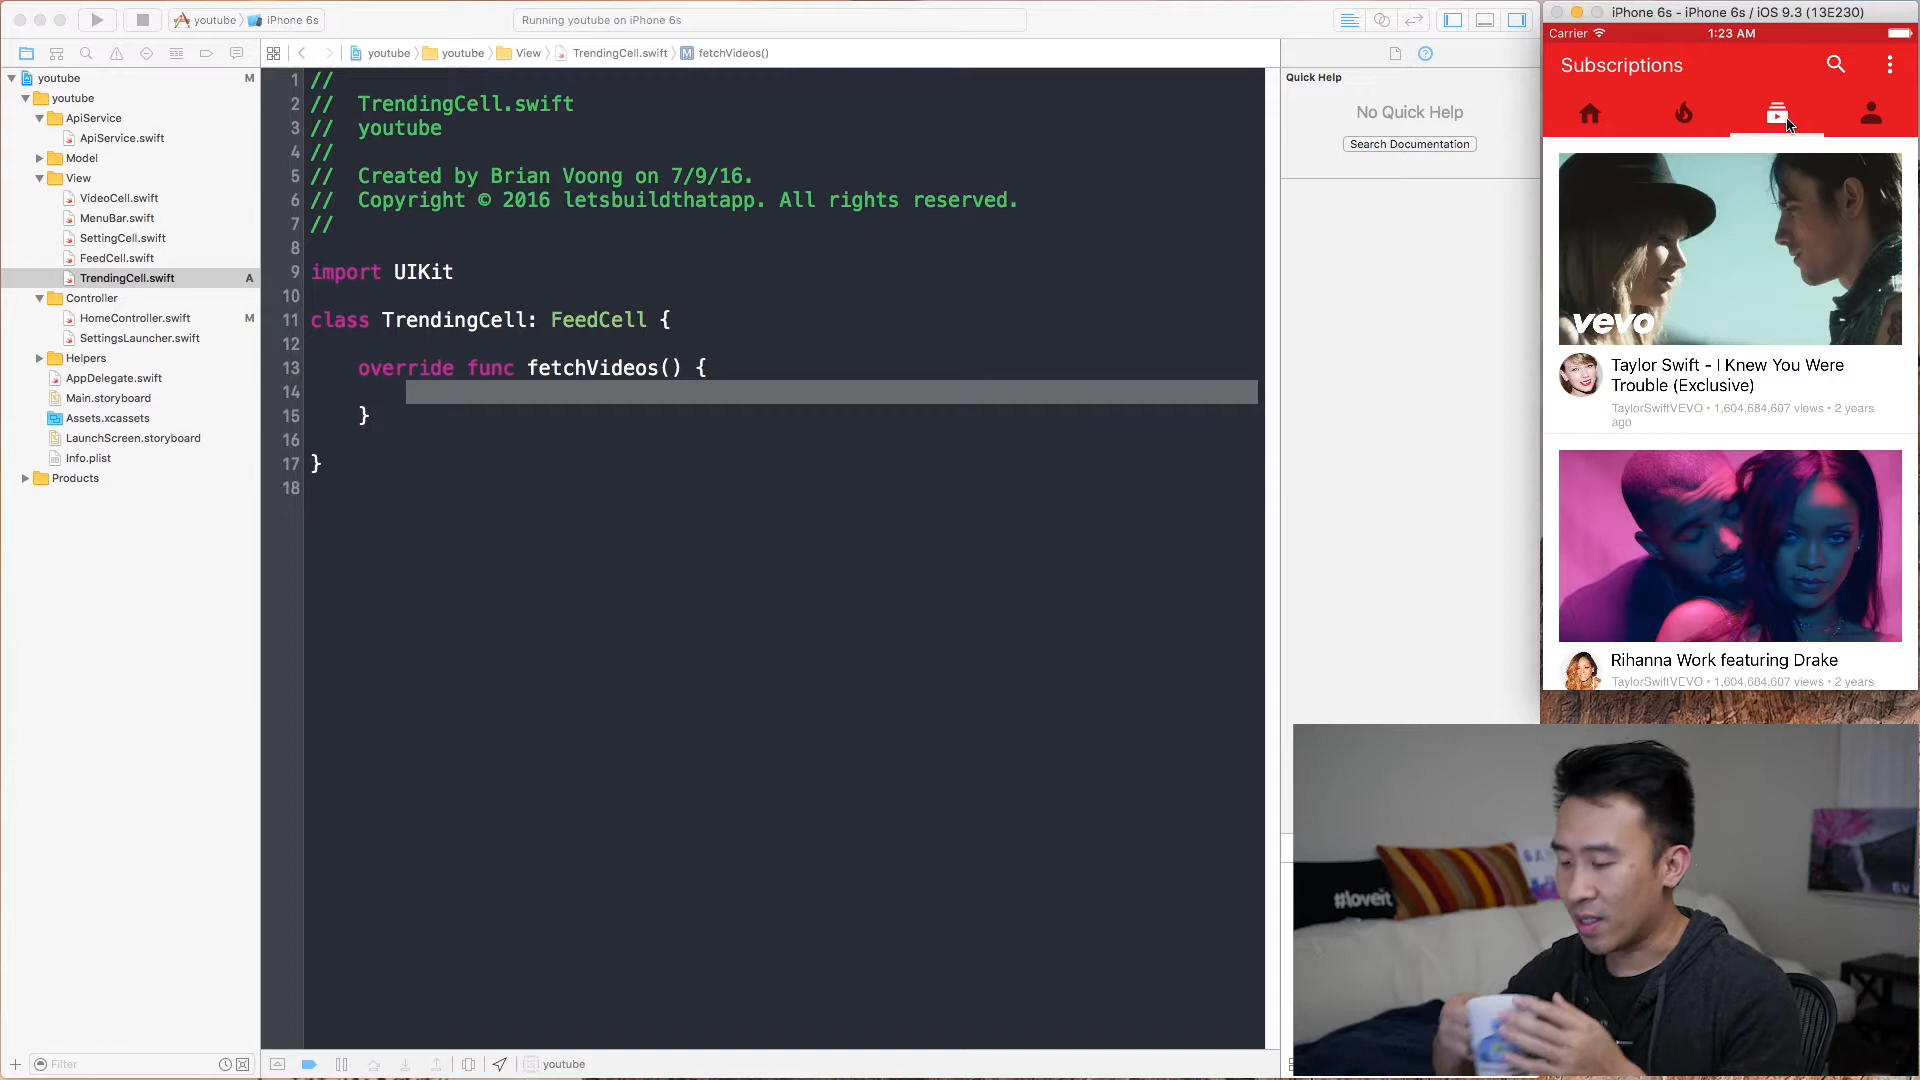 youtube
iPhone 6s
Running youtube on iPhone 6s
youtube
youtube
View
TrendingCell.swift
M
fetchVideos()
youtube
M
youtube
ApiService
ApiService.swift
Model
View
VideoCell.swift
MenuBar.swift
SettingCell.swift
FeedCell.swift
TrendingCell.swift
A
Controller
HomeController.swift
M
SettingsLauncher.swift
Helpers
AppDelegate.swift
Main.storyboard
Assets.xcassets
LaunchScreen.storyboard
Info.plist
Products
Filter
1 //
2 // TrendingCell.swift
3 // youtube
4 //
5 // Created by Brian Voong on 7/9/16.
6 // Copyright © 2016 letsbuildthatapp. All rights reserved.
7 //
8
9 import UIKit
10
11 class TrendingCell: FeedCell {
12
13 override func fetchVideos() {
14
15 }
16
17 }
18
youtube
Quick Help
No Quick Help
Search Documentation
iPhone 6s - iPhone 6s / iOS 9.3 (13E230)
Carrier
1:23 AM
Subscriptions
vevo
Taylor Swift - I Knew You Were
Trouble (Exclusive)
TaylorSwiftVEVO • 1,604,684,607 views • 2 years
ago
Rihanna Work featuring Drake
TaylorSwiftVEVO • 1,604,684,607 views • 2 years
#loveit